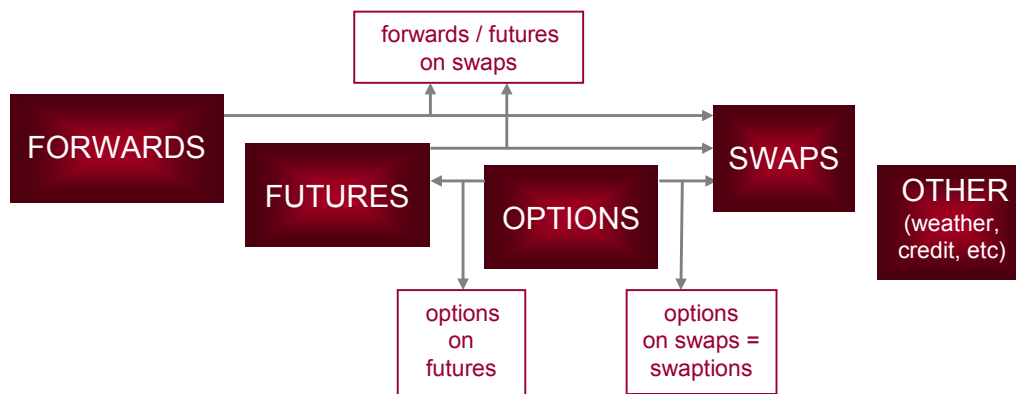 forwards / futures
on swaps
FORWARDS
FUTURES
OPTIONS
SWAPS
OTHER
(weather,
credit, etc)
options
on
futures
options
on swaps =
swaptions